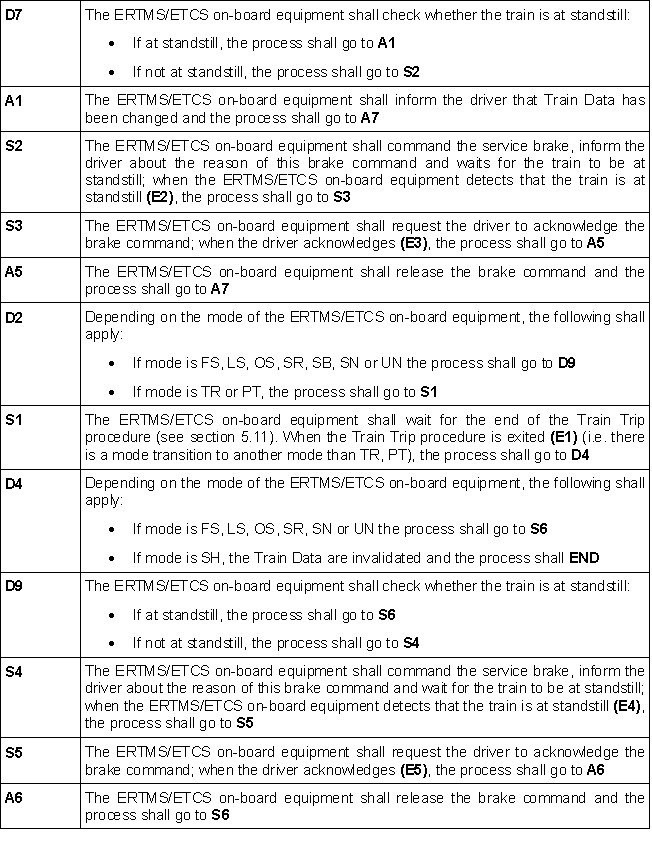 D7 The ERTMS/ETCS on-board equipment shall check whether the train is at standstill:
• If at standstill, the process shall go to A1
• If not at standstill, the process shall go to S2
A1 The ERTMS/ETCS on-board equipment shall inform the driver that Train Data has
been changed and the process shall go to A7
S2 The ERTMS/ETCS on-board equipment shall command the service brake, inform the
driver about the reason of this brake command and waits for the train to be at
standstill; when the ERTMS/ETCS on-board equipment detects that the train is at
standstill (E2), the process shall go to S3
S3 The ERTMS/ETCS on-board equipment shall request the driver to acknowledge the
brake command; when the driver acknowledges (E3), the process shall go to A5
A5 The ERTMS/ETCS on-board equipment shall release the brake command and the
process shall go to A7
D2 Depending on the mode of the ERTMS/ETCS on-board equipment, the following shall
apply:
• If mode is FS, LS, OS, SR, SB, SN or UN the process shall go to D9
• If mode is TR or PT, the process shall go to S1
S1 The ERTMS/ETCS on-board equipment shall wait for the end of the Train Trip
procedure (see section 5.11). When the Train Trip procedure is exited (E1) (i.e. there
is a mode transition to another mode than TR, PT), the process shall go to D4
D4 Depending on the mode of the ERTMS/ETCS on-board equipment, the following shall
apply:
• If mode is FS, LS, OS, SR, SN or UN the process shall go to S6
• If mode is SH, the Train Data are invalidated and the process shall END
D9 The ERTMS/ETCS on-board equipment shall check whether the train is at standstill:
• If at standstill, the process shall go to S6
• If not at standstill, the process shall go to S4
S4 The ERTMS/ETCS on-board equipment shall command the service brake, inform the
driver about the reason of this brake command and wait for the train to be at standstill;
when the ERTMS/ETCS on-board equipment detects that the train is at standstill (E4),
the process shall go to S5
S5 The ERTMS/ETCS on-board equipment shall request the driver to acknowledge the
brake command; when the driver acknowledges (E5), the process shall go to A6
A6 The ERTMS/ETCS on-board equipment shall release the brake command and the
process shall go to S6